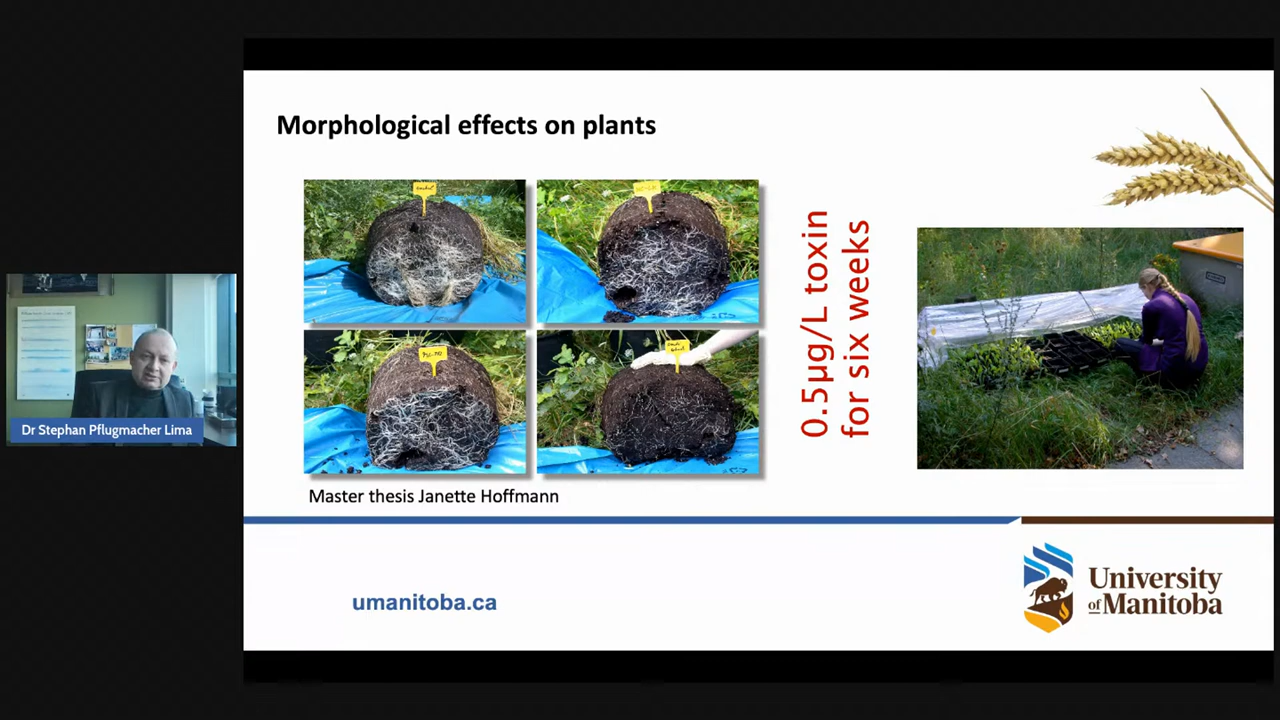 Morphological effects on plants
0.5µg/L toxin
for six weeks
Master thesis Janette Hoffmann
Dr Stephan Pflugmacher Lima
umanitoba.ca
University
of Manitoba